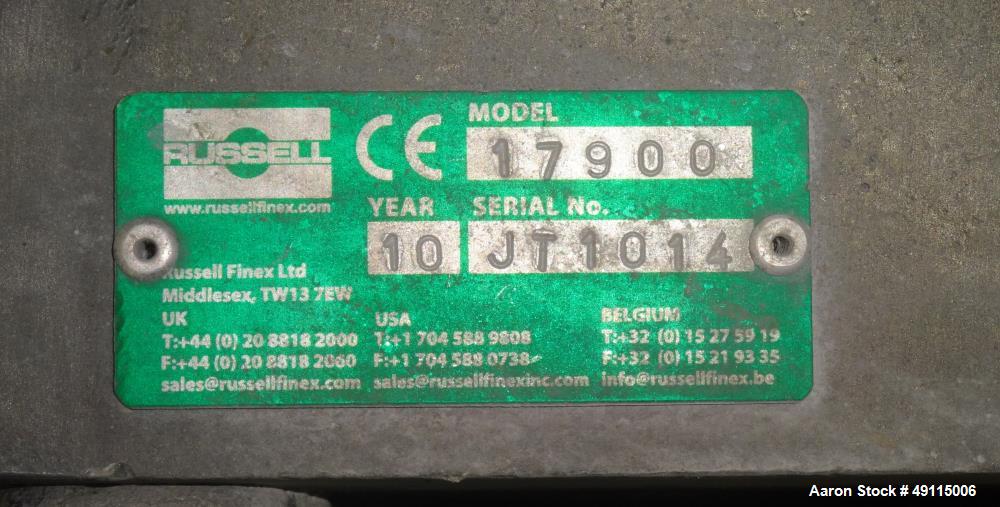 RUSSELL
www.russellfinex.com
CE
MODEL
17900
YEAR
10
SERIAL No.
JT1014
Russell Finex Ltd
Middlesex, TW13 7EW
UK
T:+44 (0) 20 8818 2000
F:+44 (0) 20 8818 2060
sales@russellfinex.com
USA
T:+1 704 588 9808
F:+1 704 588 0738
sales@russellfinexinc.com
BELGIUM
T:+32 (0) 15 27 59 19
F:+32 (0) 15 21 93 35
info@russellfinex.be
Aaron Stock # 49115006